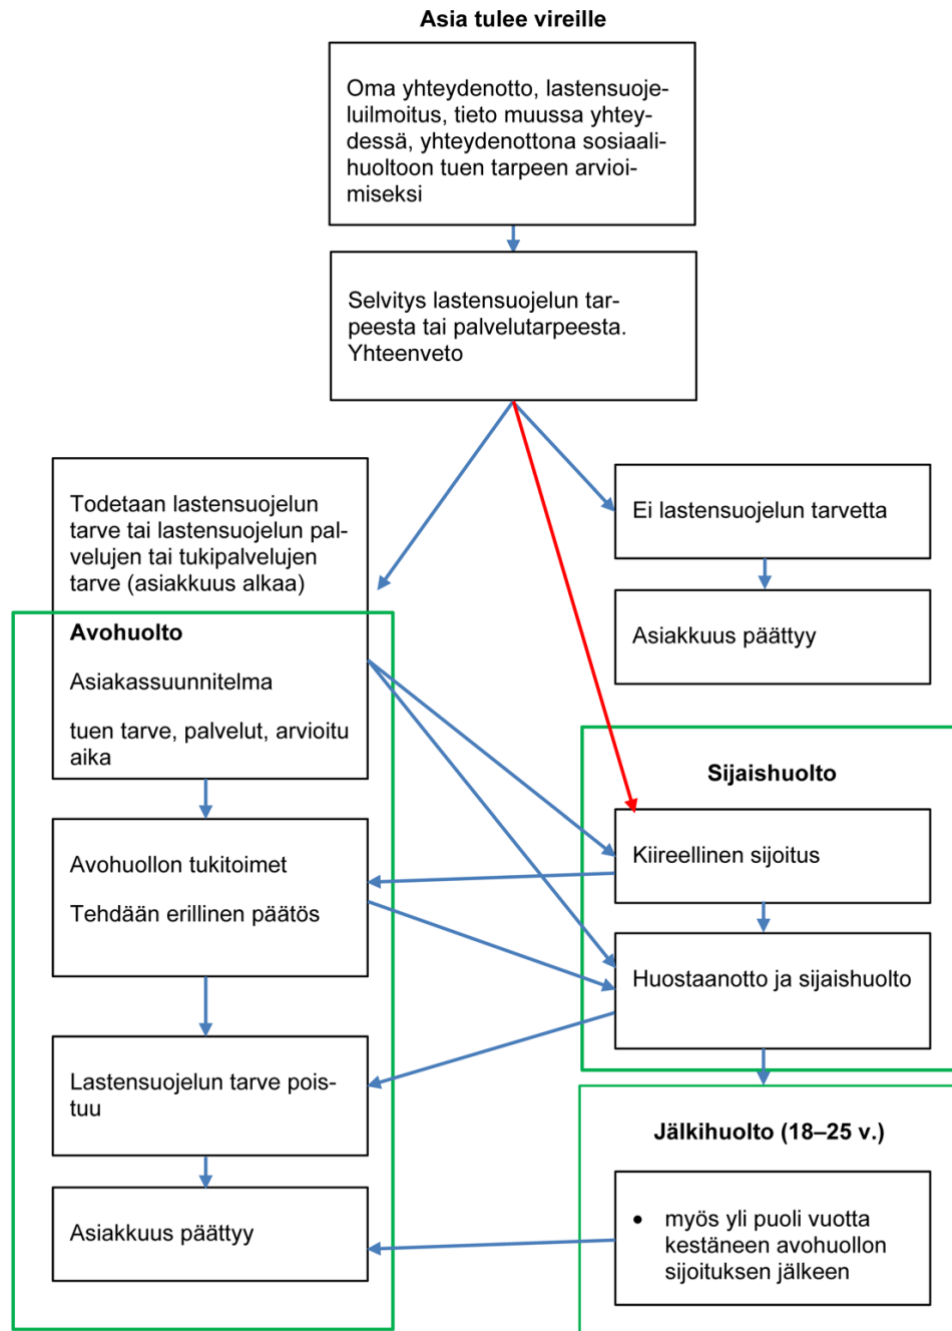 Asia tulee vireille
Oma yhteydenotto, lastensuoje-
luilmoitus, tieto muussa yhtey-
dessä, yhteydenottona sosiaali-
huoltoon tuen tarpeen arvioi-
miseksi
Selvitys lastensuojelun tar-
peesta tai palvelutarpeesta.
Yhteenveto
Todetaan lastensuojelun
tarve tai lastensuojelun pal-
velujen tai tukipalvelujen
tarve (asiakkuus alkaa)
Avohuolto
Asiakassuunnitelma
tuen tarve, palvelut, arvioitu
aika
Avohuollon tukitoimet
Tehdään erillinen päätös
Lastensuojelun tarve pois-
tuu
Asiakkuus päättyy
Ei lastensuojelun tarvetta
Asiakkuus päättyy
Sijaishuolto
Kiireellinen sijoitus
Huostaanotto ja sijaishuolto
Jälkihuolto (18–25 v.)
• myös yli puoli vuotta
kestäneen avohuollon
sijoituksen jälkeen